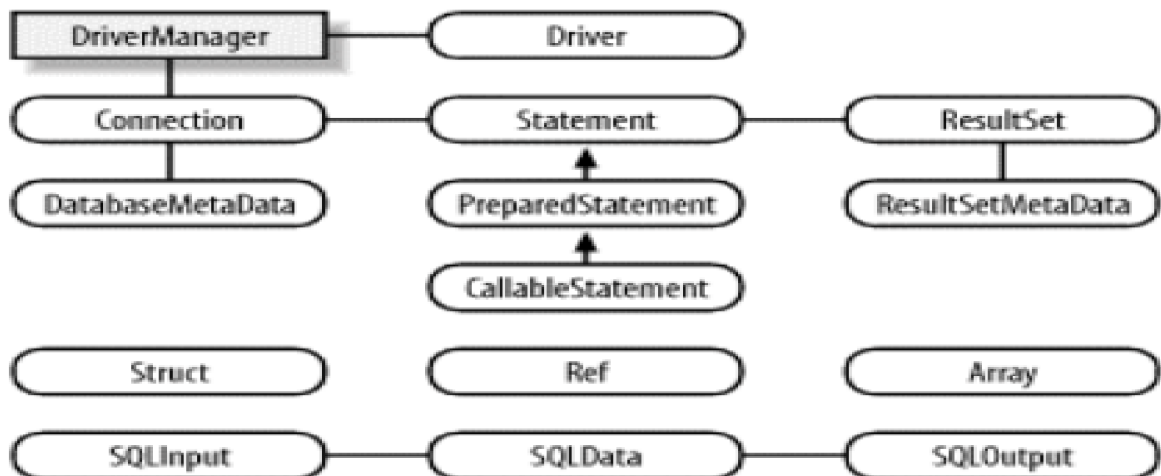 DriverManager
Driver
Connection
Statement
ResultSet
DatabaseMetaData
PreparedStatement
ResultSetMetaData
CallableStatement
Struct
Ref
Array
SQLInput
SQLData
SQLOutput